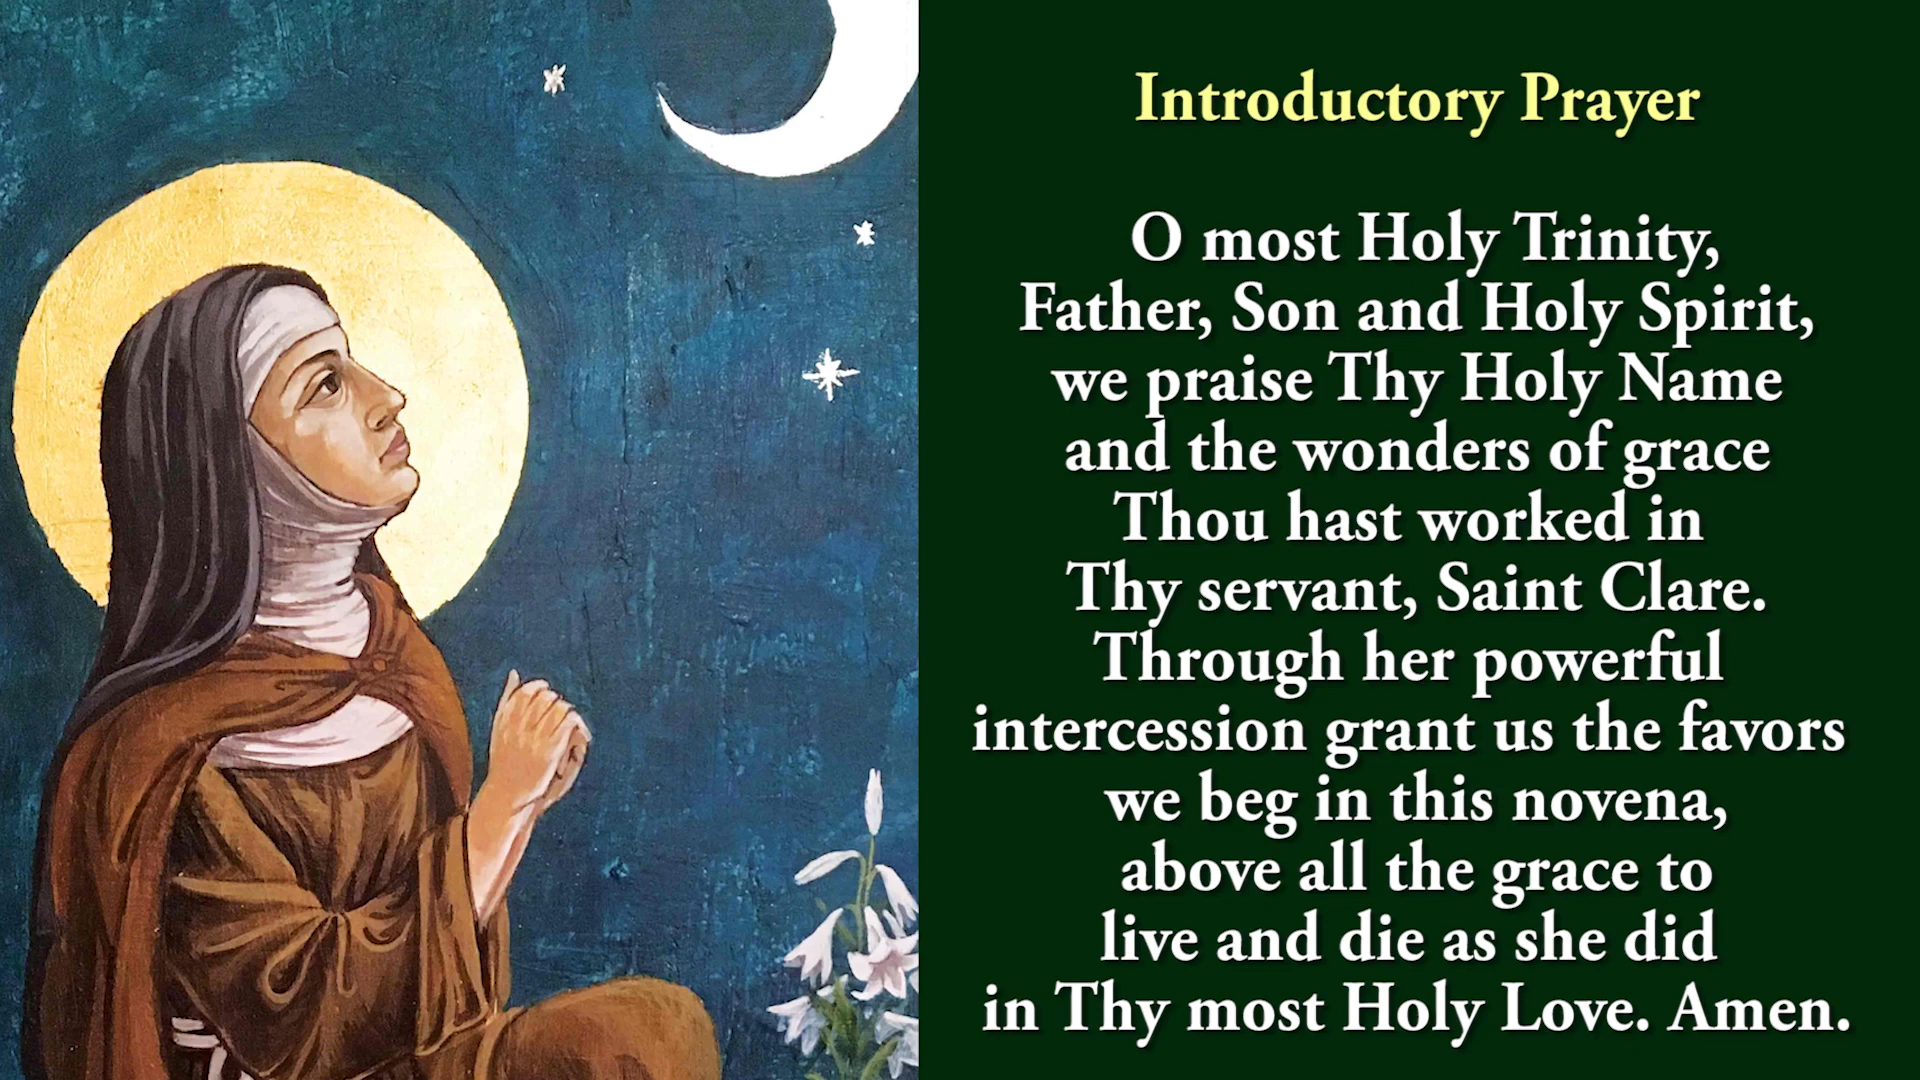 Introductory Prayer
O most Holy Trinity,
Father, Son and Holy Spirit,
we praise Thy Holy Name
and the wonders of grace
Thou hast worked in
Thy servant, Saint Clare.
Through her powerful
intercession grant us the favors
we beg in this novena,
above all the grace to
live and die as she did
in Thy most Holy Love. Amen.